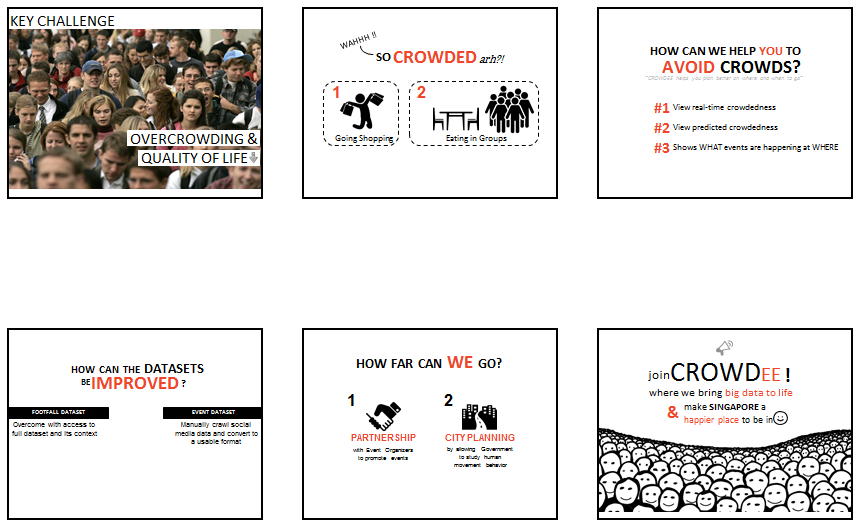 KEY CHALLENGE
OVERCROWDING &
QUALITY OF LIFE
WAHHH !!
SO CROWDED arh?!
1
2
Going Shopping
Eating in Groups
HOW CAN WE HELP YOU TO
AVOID CROWDS?
"CROWDEE helps you plan better on where and when to go"
#1 View real-time crowdedness
#2 View predicted crowdedness
#3 Shows WHAT events are happening at WHERE
HOW CAN THE DATASETS
BE IMPROVED ?
FOOTFALL DATASET
Overcome with access to
full dataset and its context
EVENT DATASET
Manually crawl social
media data and convert to
a usable format
HOW FAR CAN WE GO?
1
PARTNERSHIP
with Event Organizers
to promote events
2
CITY PLANNING
by allowing Government
to study human
movement behavior
join CROWDEE !
where we bring big data to life
& make SINGAPORE a
happier place to be in